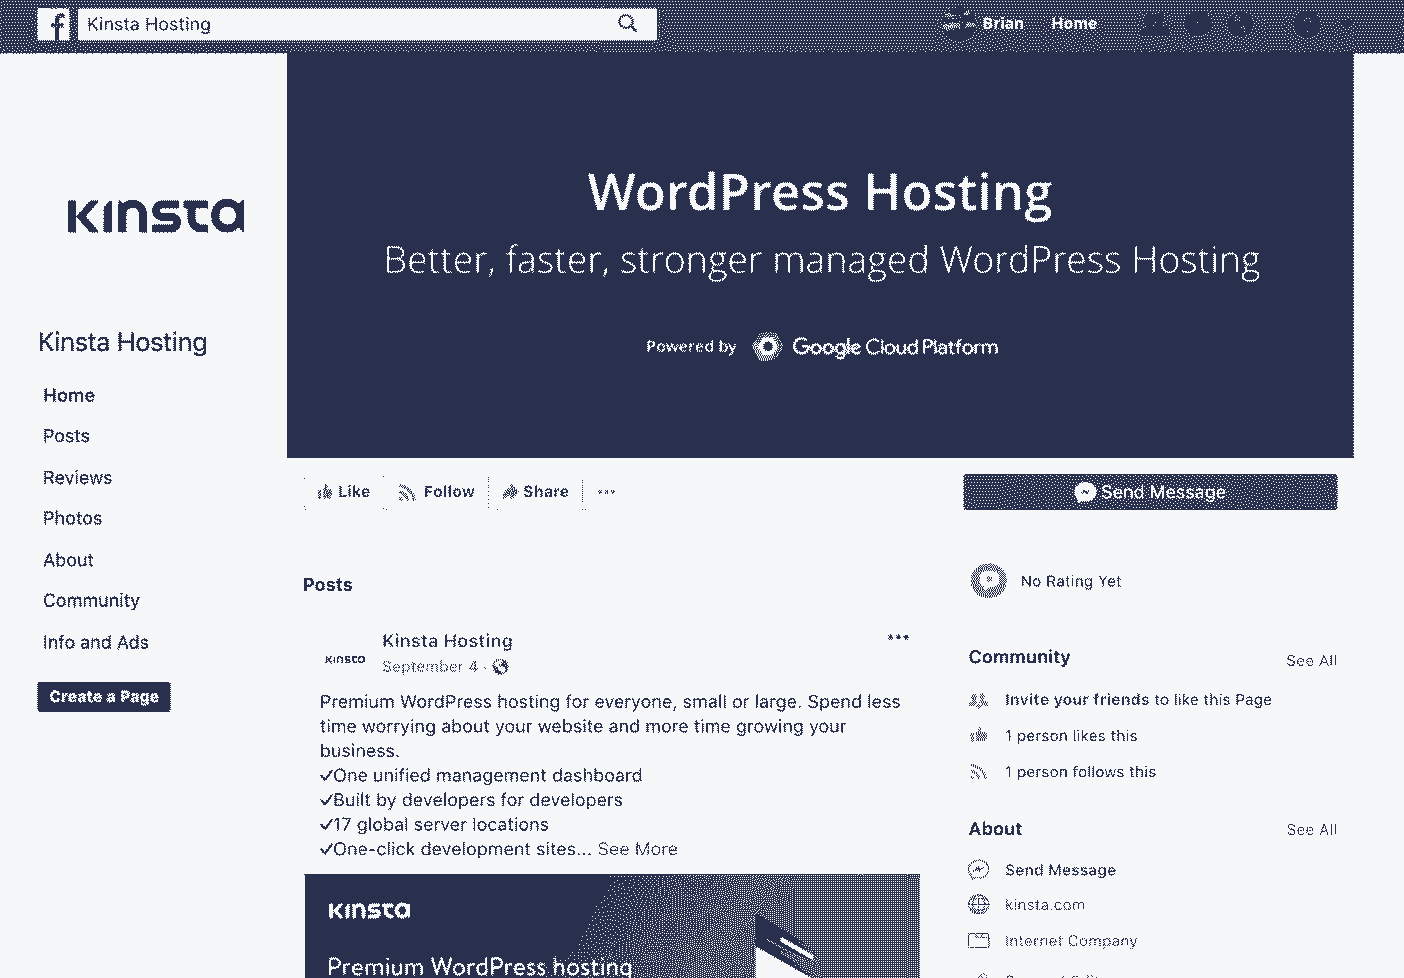 Kinsta Hosting
Brian
Home
Kinsta
Kinsta Hosting
Home
Posts
Reviews
Photos
About
Community
Info and Ads
Create a Page
WordPress Hosting
Better, faster, stronger managed WordPress Hosting
Powered by Google Cloud Platform
Like
Follow
Share
Send Message
Posts
Kinsta
Kinsta Hosting
September 4
Premium WordPress hosting for everyone, small or large. Spend less
time worrying about your website and more time growing your
business.
✓One unified management dashboard
✓Built by developers for developers
✓17 global server locations
✓One-click development sites... See More
Kinsta
Premium WordPress hosting
No Rating Yet
Community
See All
Invite your friends to like this Page
1 person likes this
1 person follows this
About
See All
Send Message
kinsta.com
Internet Company